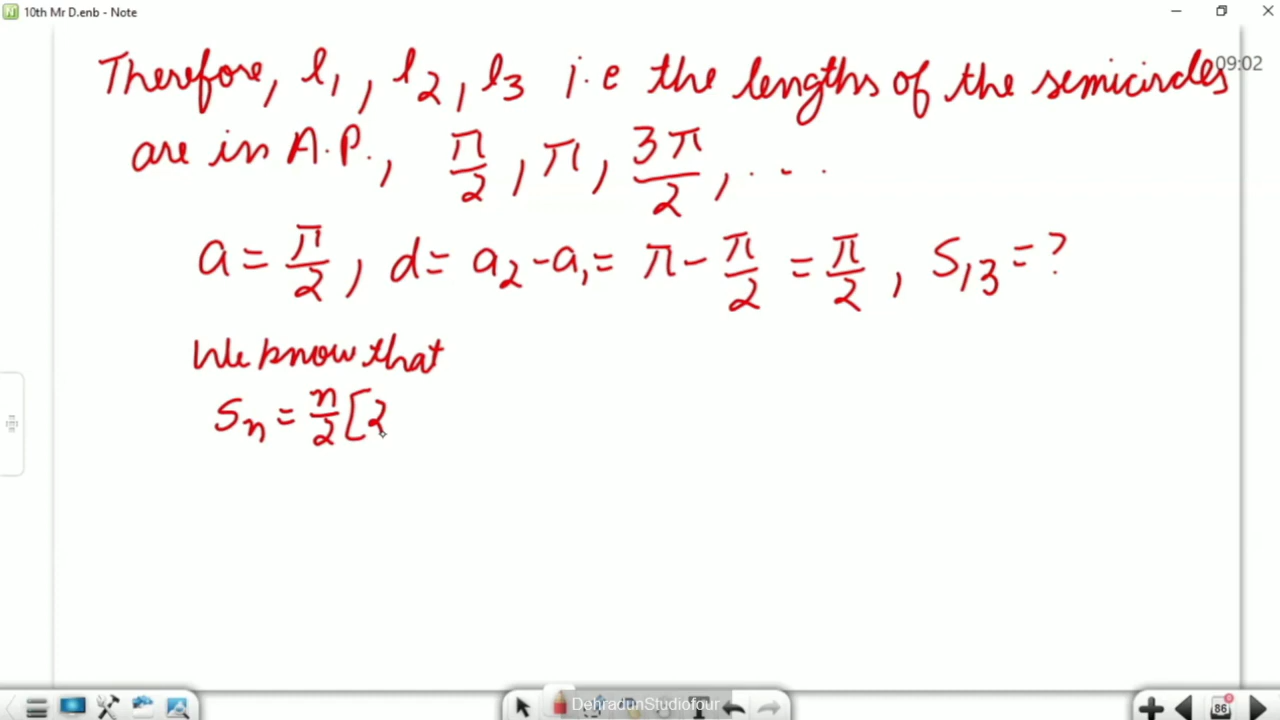 10th Mr D.enb - Note
09:02
Therefore, l₁, l₂, l₃ i.e the lengths of the semicircles
are in A.P., π/2, π, 3π/2, ...
a = π/2, d = a₂ - a₁ = π - π/2 = π/2, S₁₃ = ?
We know that
Sₙ = n/2 [2
DehradunStudiofour
86